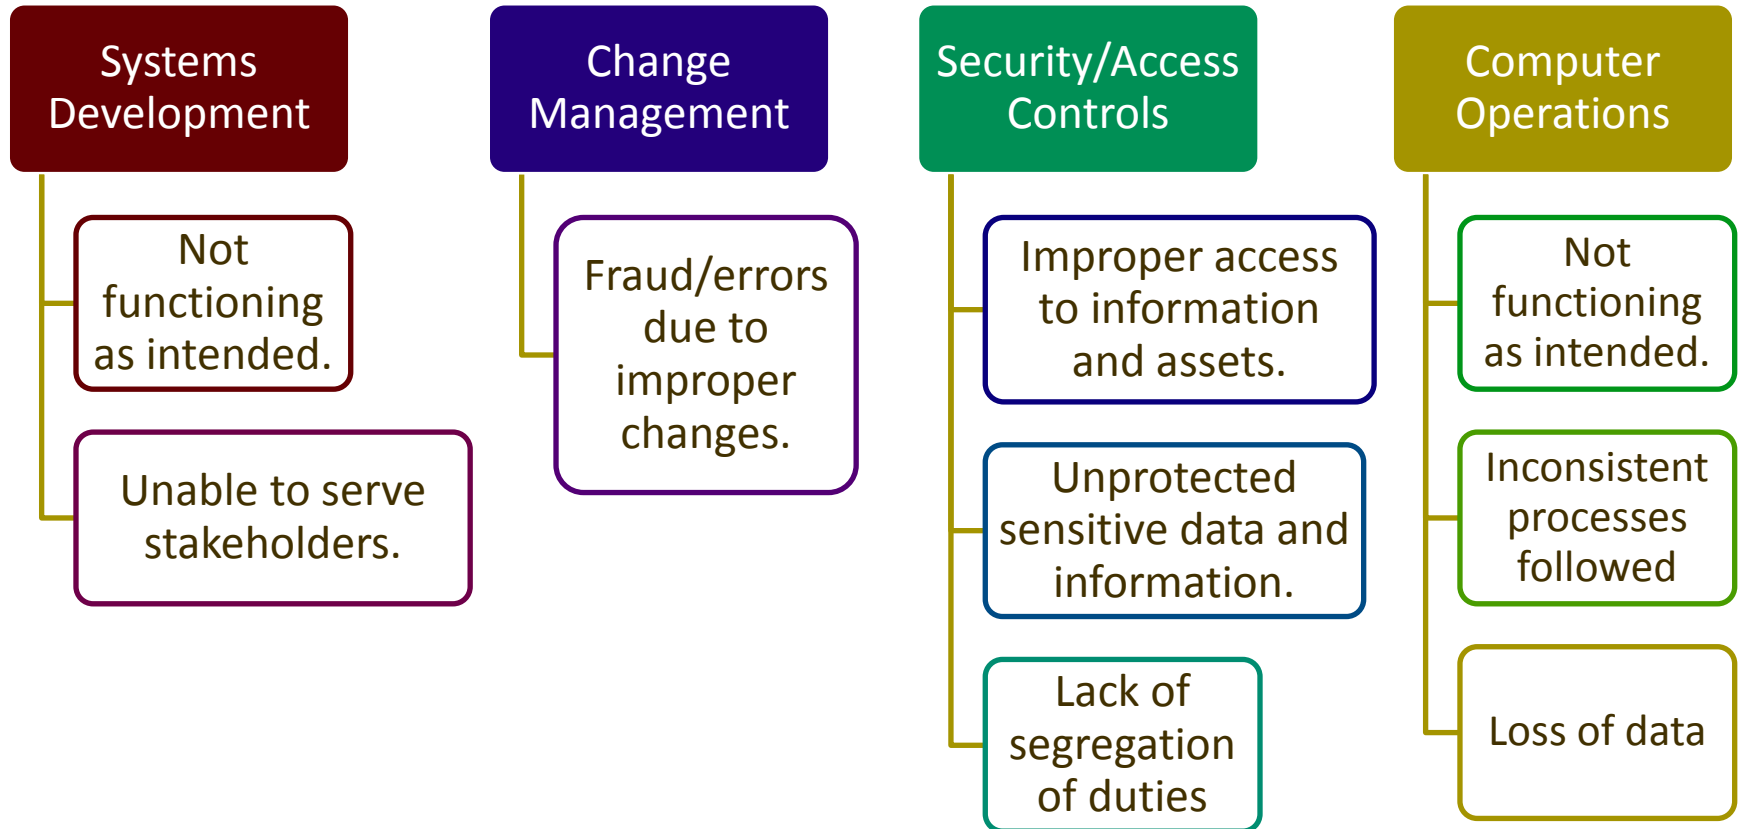 Systems
Development
Not
functioning
as intended.
Unable to serve
stakeholders.
Change
Management
Fraud/errors
due to
improper
changes.
Security/Access
Controls
Improper access
to information
and assets.
Unprotected
sensitive data and
information.
Lack of
segregation
of duties
Computer
Operations
Not
functioning
as intended.
Inconsistent
processes
followed
Loss of data